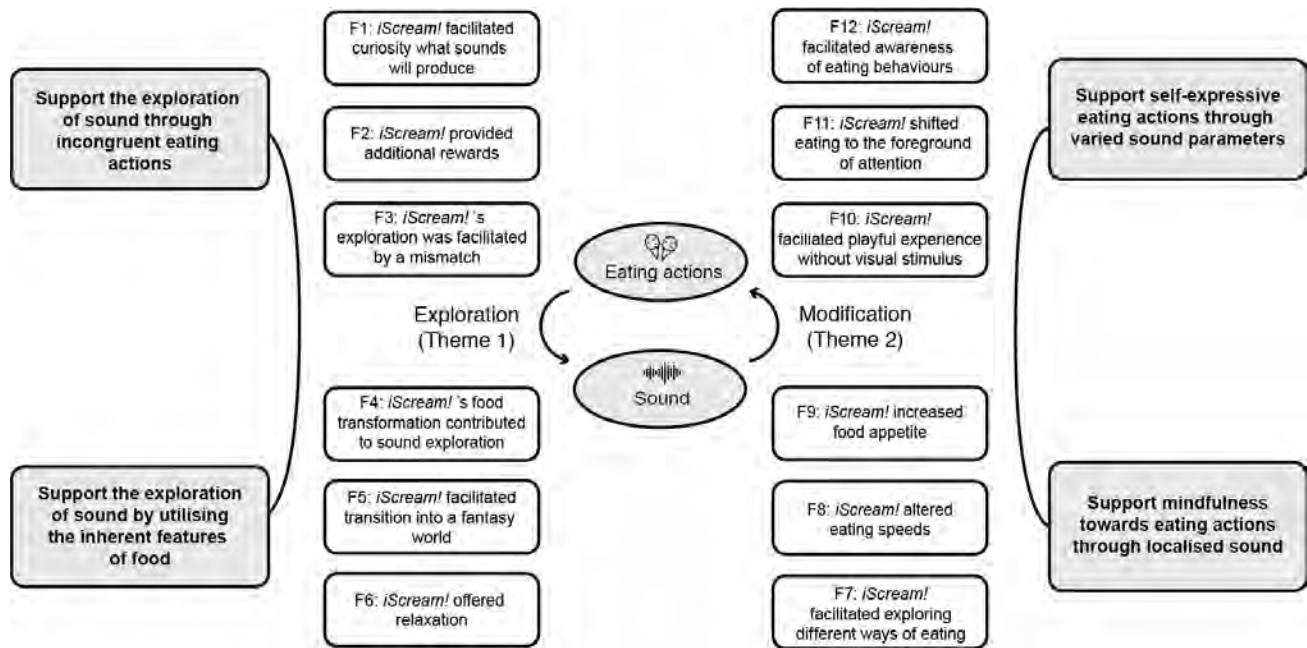 Support the exploration
of sound through
incongruent eating
actions
Support the exploration
of sound by utilising
the inherent features
of food
F1: iScream! facilitated
curiosity what sounds
will produce
F2: iScream! provided
additional rewards
F3: iScream! 's
exploration was facilitated
by a mismatch
Exploration
(Theme 1)
F4: iScream! 's food
transformation contributed
to sound exploration
F5: iScream! facilitated
transition into a fantasy
world
F6: iScream! offered
relaxation
Eating actions
Sound
F12: iScream!
facilitated awareness
of eating behaviours
F11: iScream! shifted
eating to the foreground
of attention
F10: iScream!
faciliated playful experience
without visual stimulus
Modification
(Theme 2)
F9: iScream! increased
food appetite
F8: iScream! altered
eating speeds
F7: iScream!
facilitated exploring
different ways of eating
Support self-expressive
eating actions through
varied sound parameters
Support mindfulness
towards eating actions
through localised sound